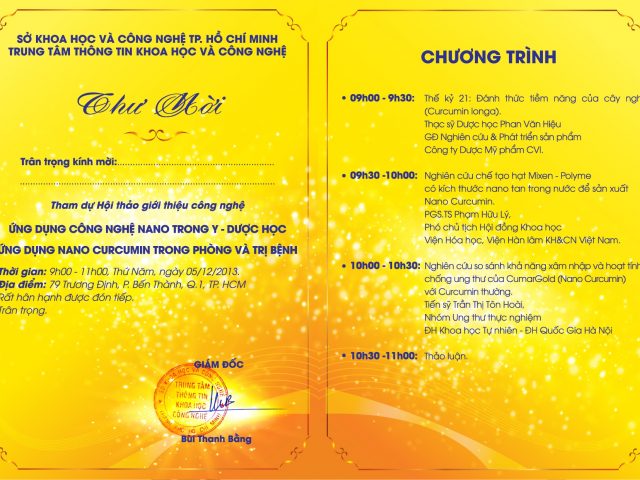 SỞ KHOA HỌC VÀ CÔNG NGHỆ TP. HỒ CHÍ MINH
TRUNG TÂM THÔNG TIN KHOA HỌC VÀ CÔNG NGHỆ
Thư Mời
Trân trọng kính mời:
Tham dự Hội thảo giới thiệu công nghệ
ỨNG DỤNG CÔNG NGHỆ NANO TRONG Y - DƯỢC HỌC
ỨNG DỤNG NANO CURCUMIN TRONG PHÒNG VÀ TRỊ BỆNH
Thời gian: 9h00 - 11h00, Thứ Năm, ngày 05/12/2013.
Địa điểm: 79 Trương Định, P. Bến Thành, Q.1, TP. HCM
Rất hân hạnh được đón tiếp.
Trân trọng.
GIÁM ĐỐC
TRUNG TÂM
THÔNG TIN
KHOA HỌC VÀ
CÔNG NGHỆ
Bùi Thanh Bằng
CHƯƠNG TRÌNH
• 09h00 - 9h30: Thế kỷ 21: Đánh thức tiềm năng của cây ngh
(Curcumin longa).
Thạc sỹ Dược học Phan Văn Hiệu
GĐ Nghiên cứu & Phát triển sản phẩm
Công ty Dược Mỹ phẩm CVI.
• 09h30 -10h00: Nghiên cứu chế tạo hạt Mixen - Polyme
có kích thước nano tan trong nước để sản xuất
Nano Curcumin.
PGS.TS Phạm Hữu Lý,
Phó chủ tịch Hội đồng Khoa học
Viện Hóa học, Viện Hàn lâm KH&CN Việt Nam.
• 10h00 - 10h30: Nghiên cứu so sánh khả năng xâm nhập và hoạt tính
chống ung thư của CumarGold (Nano Curcumin)
với Curcumin thường.
Tiến sỹ Trần Thị Tôn Hoài,
Nhóm Ung thư thực nghiệm
ĐH Khoa học Tự nhiên - ĐH Quốc Gia Hà Nội
• 10h30 -11h00: Thảo luận.